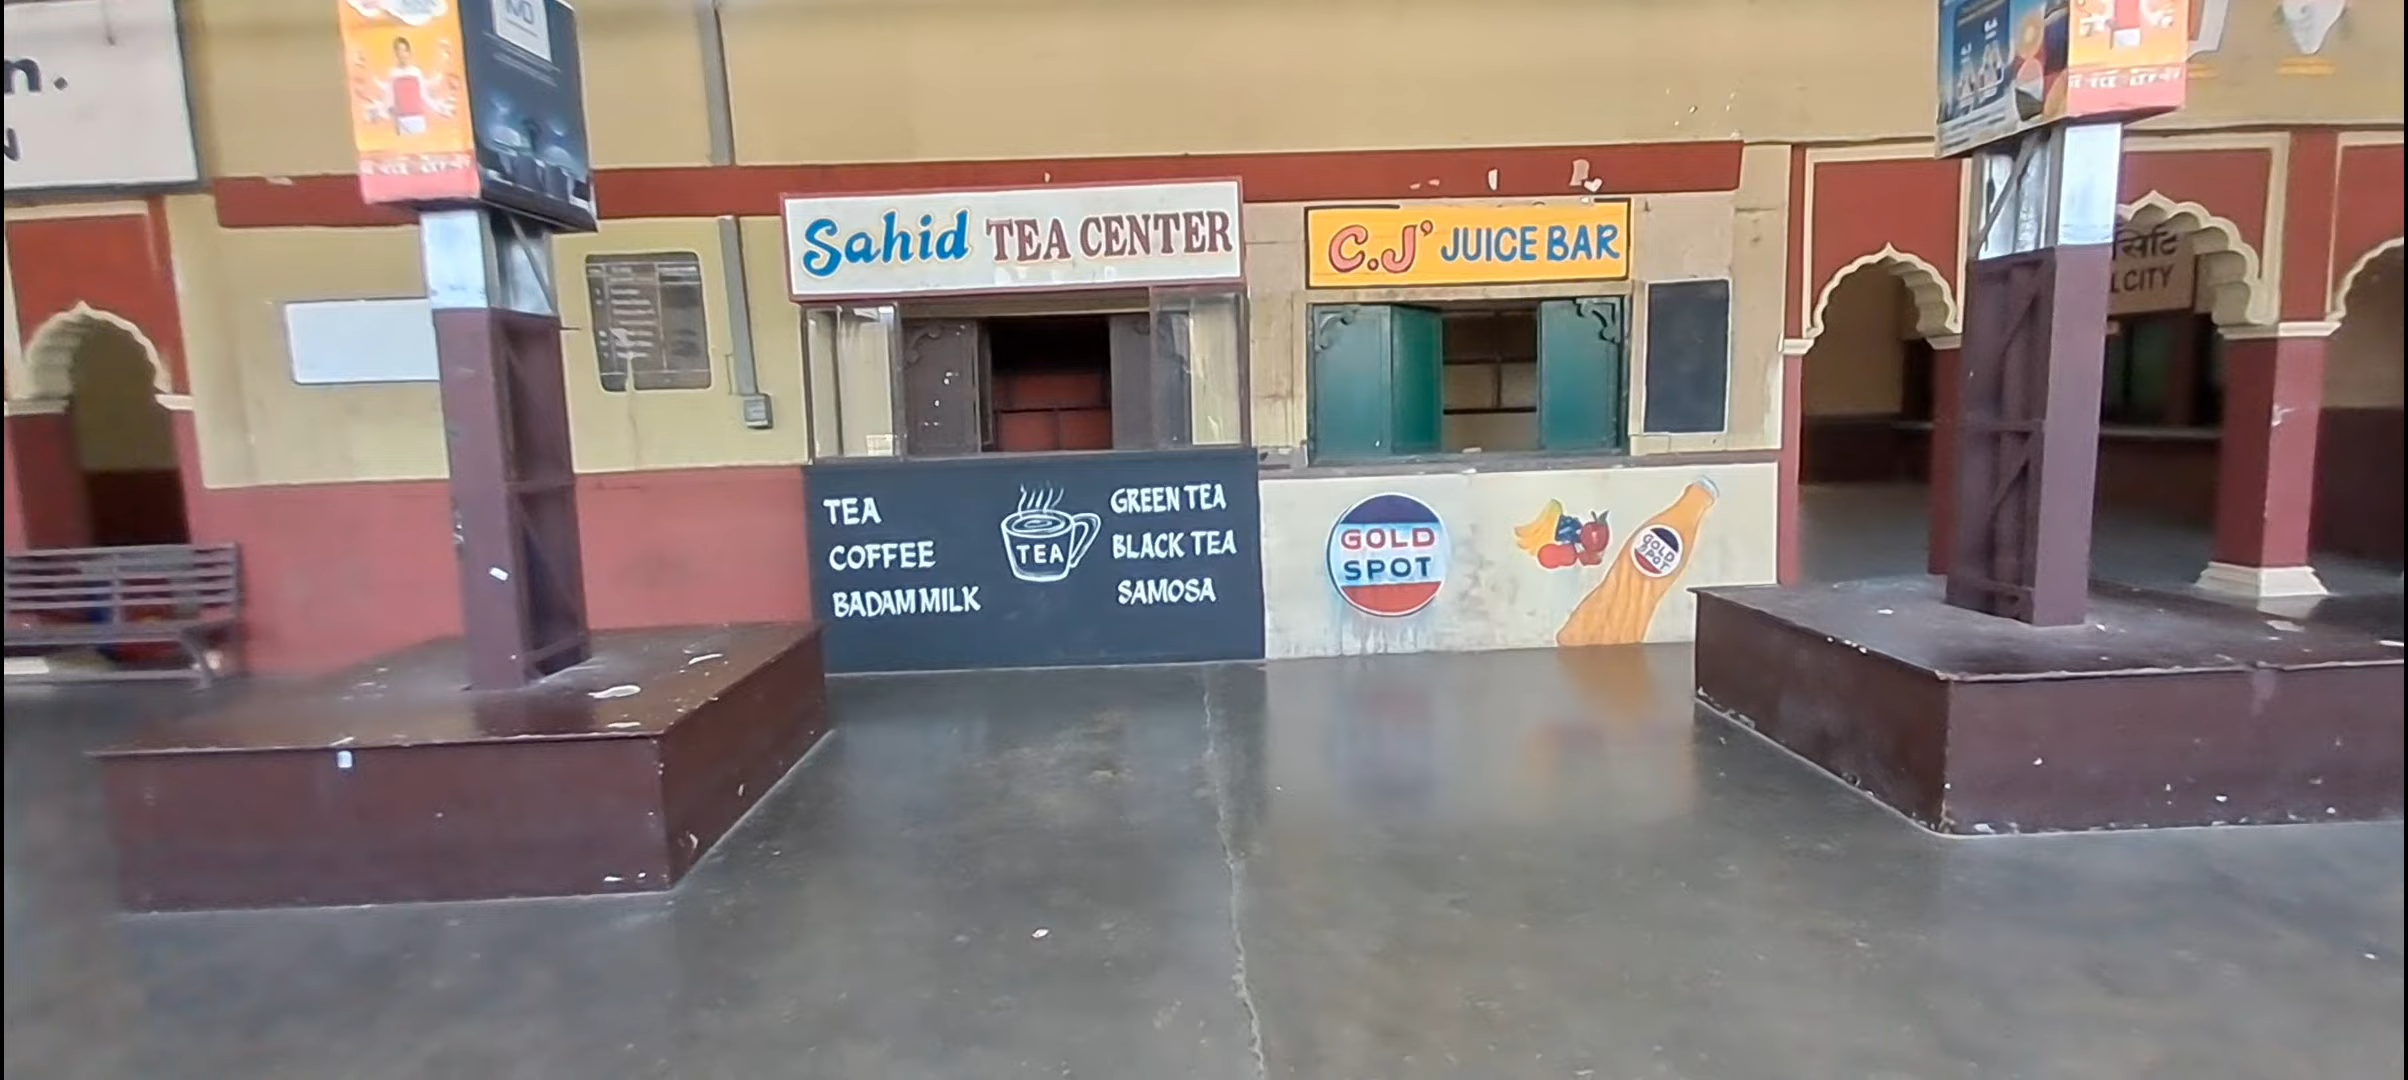 MD
Sahid TEA CENTER
C.J' JUICE BAR
सिटि
CITY
TEA
COFFEE
BADAM MILK
TEA
GREEN TEA
BLACK TEA
SAMOSA
GOLD
SPOT
GOLD
SPOT